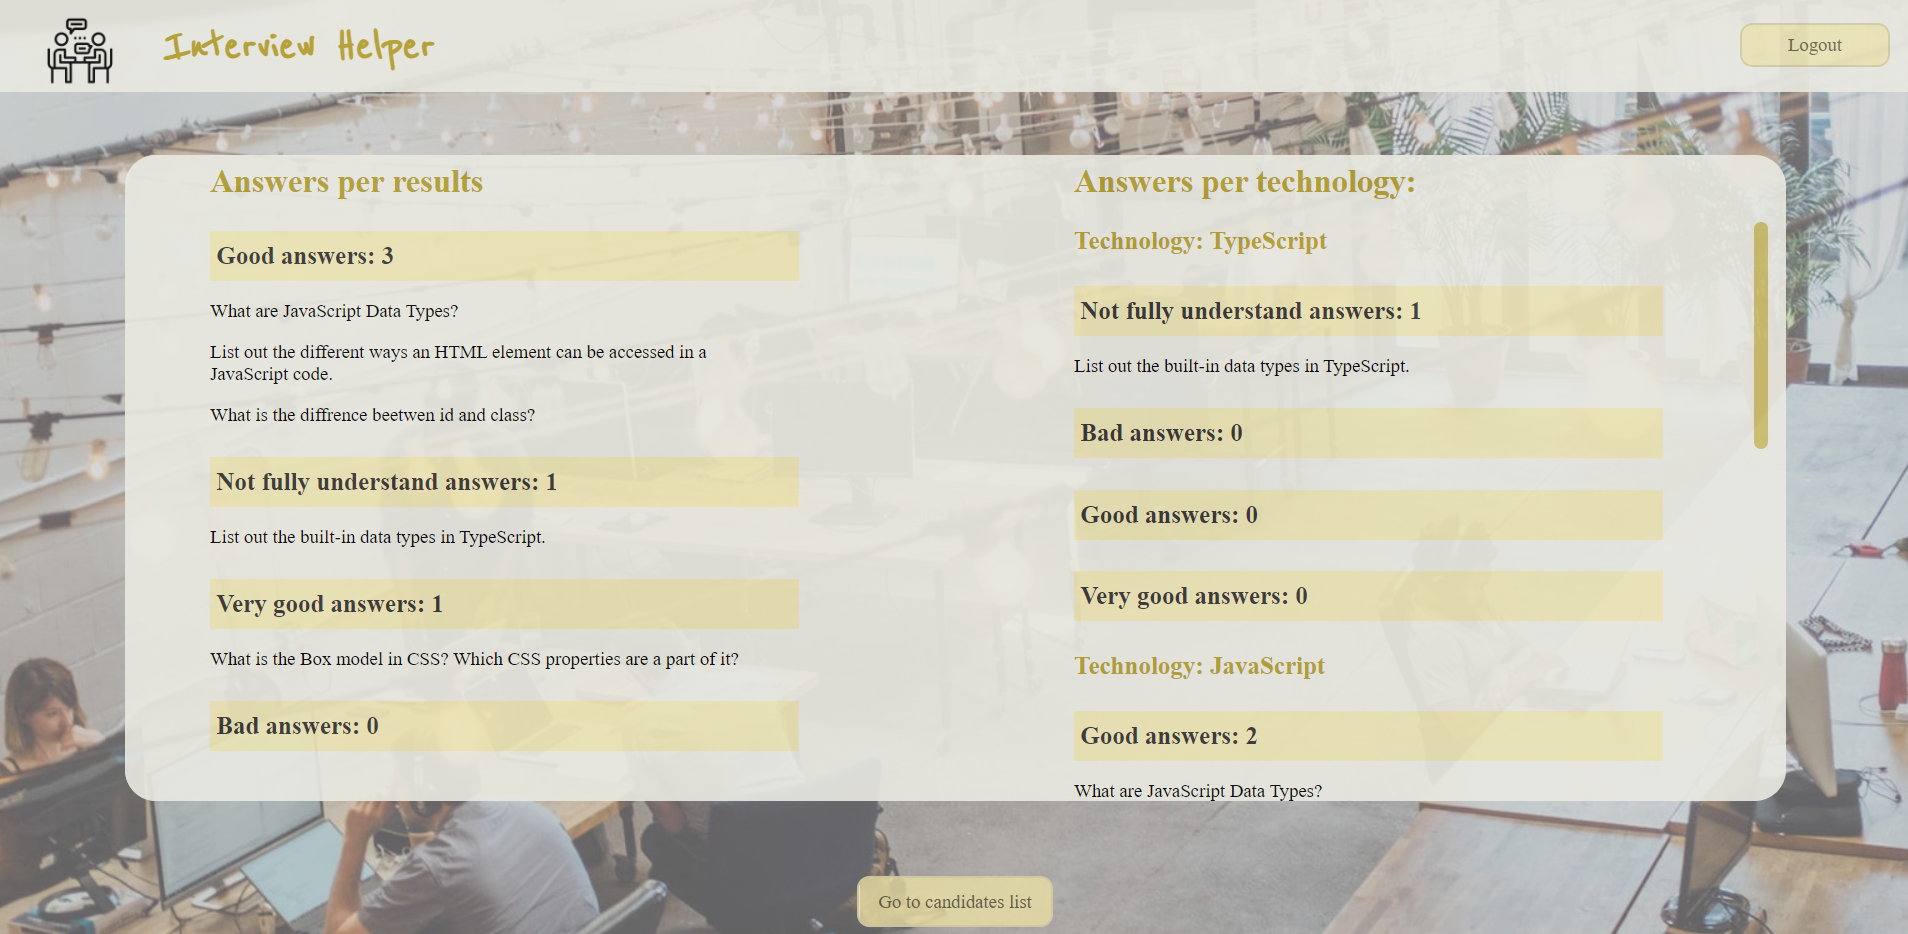 Interview Helper
Logout
Answers per results
Good answers: 3
What are JavaScript Data Types?
List out the different ways an HTML element can be accessed in a
JavaScript code.
What is the diffrence beetwen id and class?
Not fully understand answers: 1
List out the built-in data types in TypeScript.
Very good answers: 1
What is the Box model in CSS? Which CSS properties are a part of it?
Bad answers: 0
Answers per technology:
Technology: TypeScript
Not fully understand answers: 1
List out the built-in data types in TypeScript.
Bad answers: 0
Good answers: 0
Very good answers: 0
Technology: JavaScript
Good answers: 2
What are JavaScript Data Types?
Go to candidates list